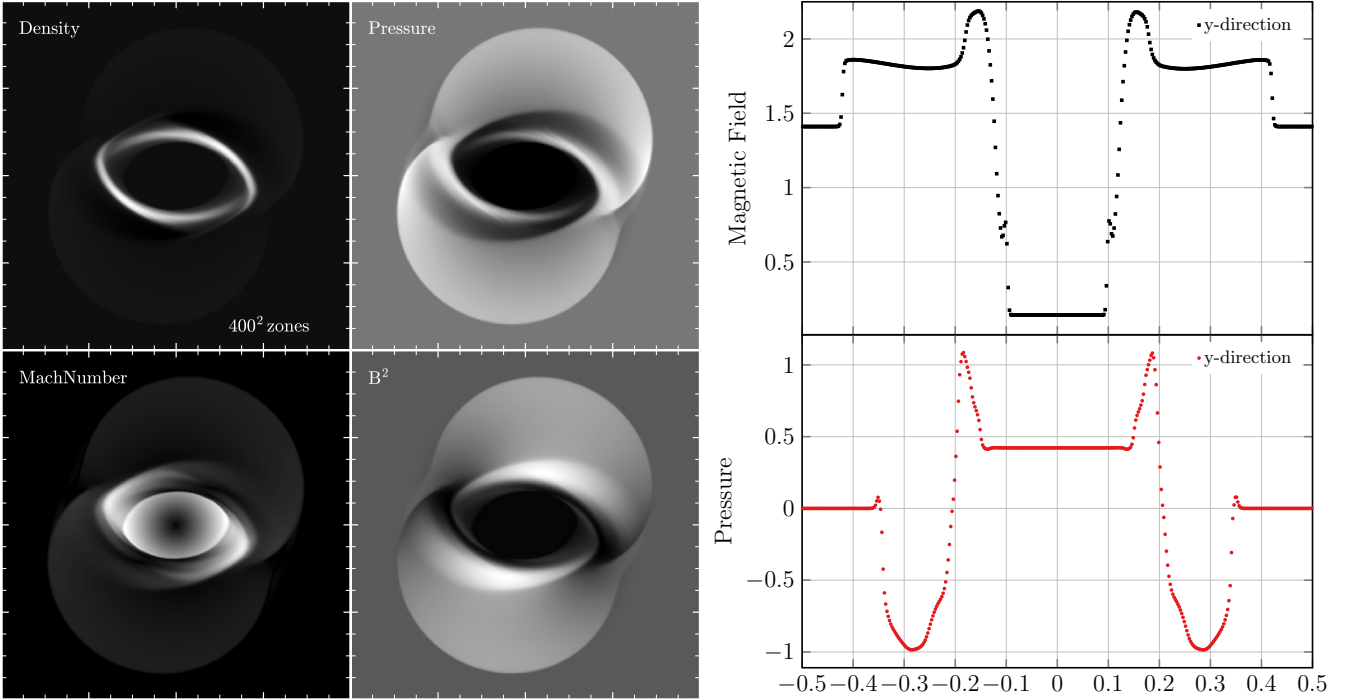 Density
Pressure
400² zones
MachNumber
B²
y-direction
Magnetic Field
2
1.5
1
0.5
y-direction
Pressure
1
0.5
0
−0.5
−1
−0.5 −0.4 −0.3 −0.2 −0.1 0 0.1 0.2 0.3 0.4 0.5